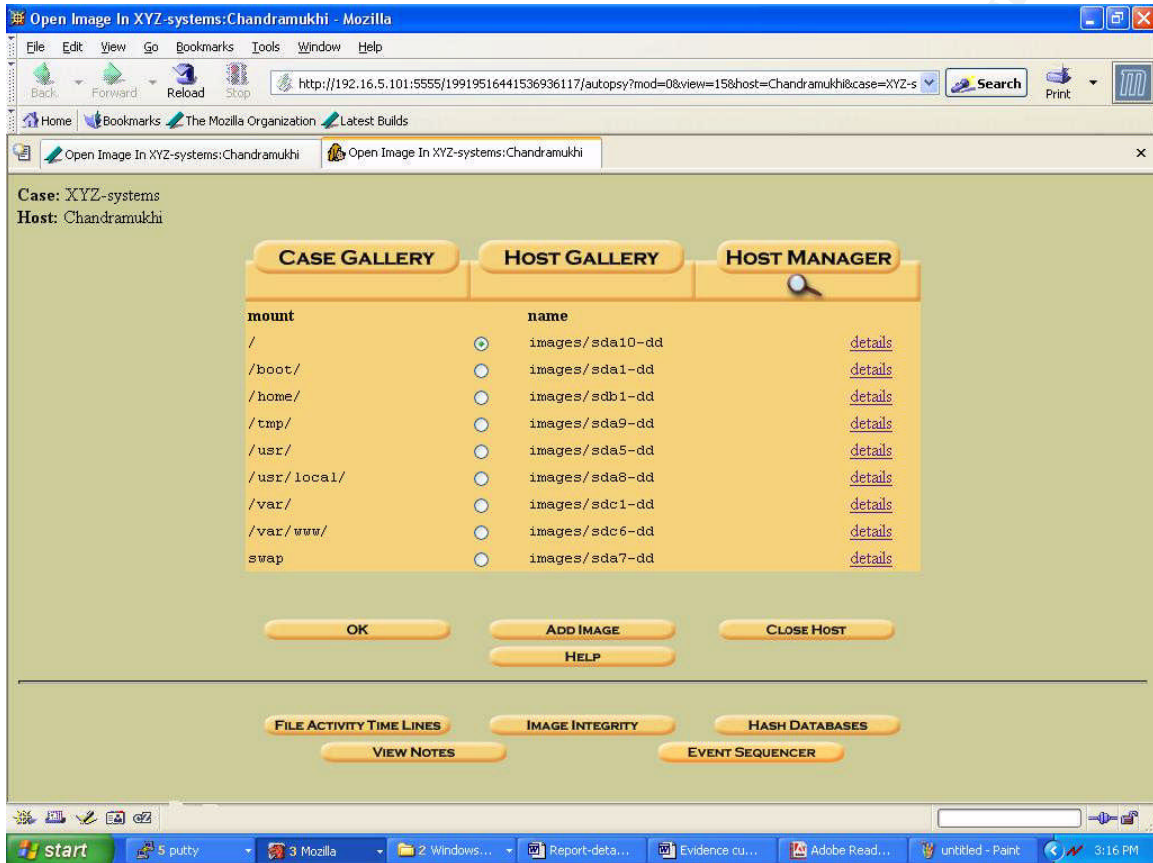 Open Image In XYZ-systems:Chandramukhi - Mozilla
File Edit View Go Bookmarks Tools Window Help
Back Forward Reload Stop http://192.16.5.101:5555/19919516441536936117/autopsy?mod=0&view=15&host=Chandramukhi&case=XYZ-s Search Print
Home Bookmarks The Mozilla Organization Latest Builds
Open Image In XYZ-systems:Chandramukhi Open Image In XYZ-systems:Chandramukhi
Case: XYZ-systems
Host: Chandramukhi
CASE GALLERY HOST GALLERY HOST MANAGER
mount name
/ images/sda10-dd details
/boot/ images/sda1-dd details
/home/ images/sdb1-dd details
/tmp/ images/sda9-dd details
/usr/ images/sda5-dd details
/usr/local/ images/sda8-dd details
/var/ images/sdc1-dd details
/var/www/ images/sdc6-dd details
swap images/sda7-dd details
OK ADD IMAGE CLOSE HOST
HELP
FILE ACTIVITY TIME LINES IMAGE INTEGRITY HASH DATABASES
VIEW NOTES EVENT SEQUENCER
start 5 putty 3 Mozilla 2 Windows... Report-deta... Evidence cu... Adobe Read... untitled - Paint 3:16 PM